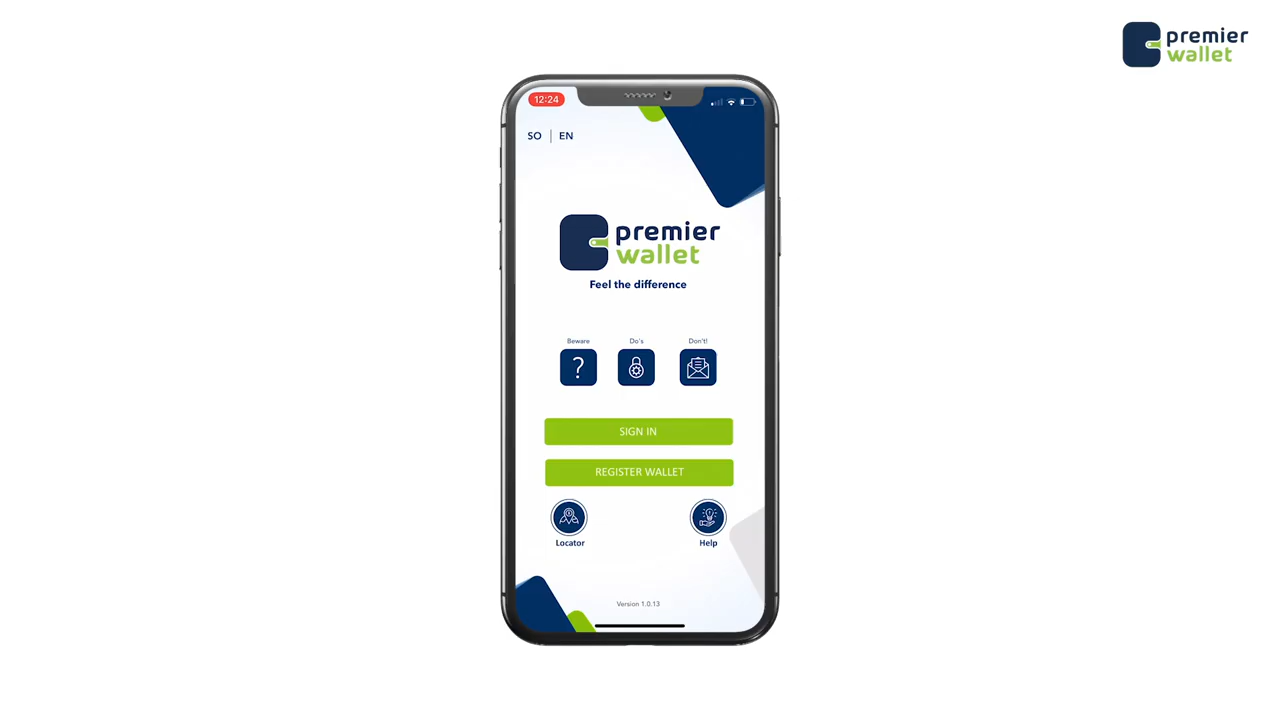 premier
wallet
12:24
SO | EN
premier
wallet
Feel the difference
Beware
Do's
Don't!
SIGN IN
REGISTER WALLET
Locator
Help
Version 1.0.13